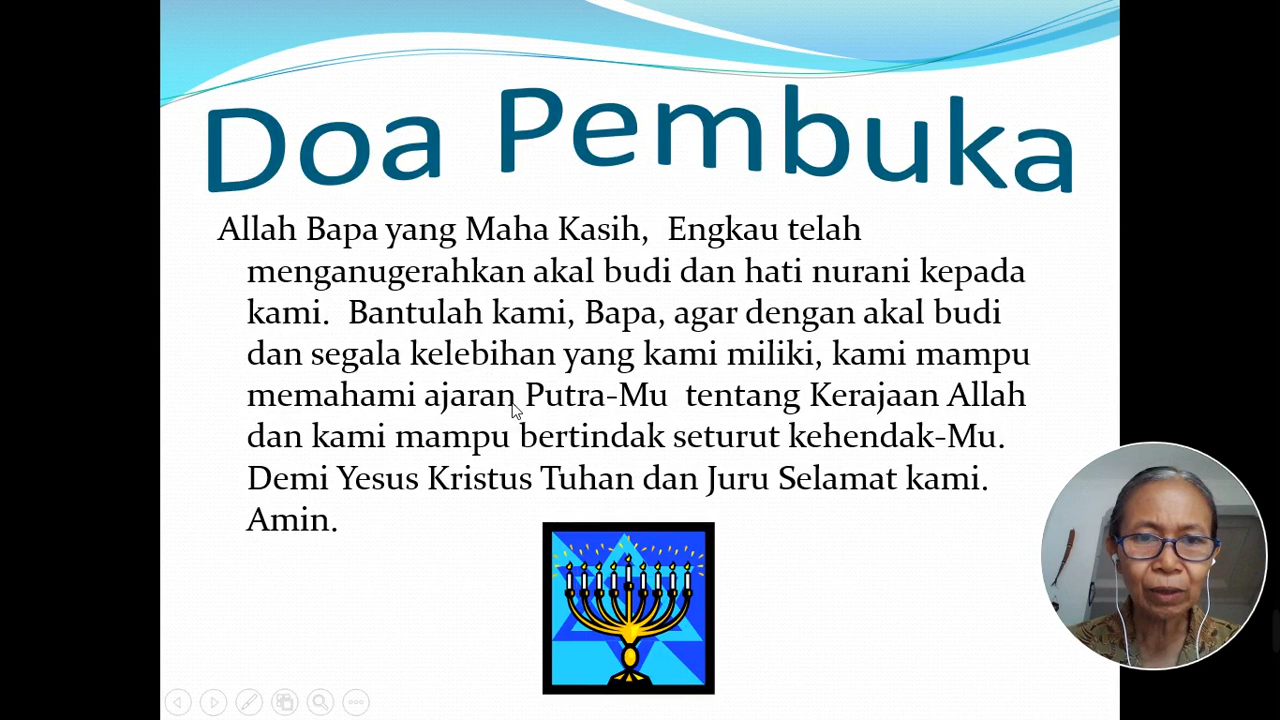 Doa Pembuka
Allah Bapa yang Maha Kasih, Engkau telah
menganugerahkan akal budi dan hati nurani kepada
kami. Bantulah kami, Bapa, agar dengan akal budi
dan segala kelebihan yang kami miliki, kami mampu
memahami ajaran Putra-Mu tentang Kerajaan Allah
dan kami mampu bertindak seturut kehendak-Mu.
Demi Yesus Kristus Tuhan dan Juru Selamat kami.
Amin.